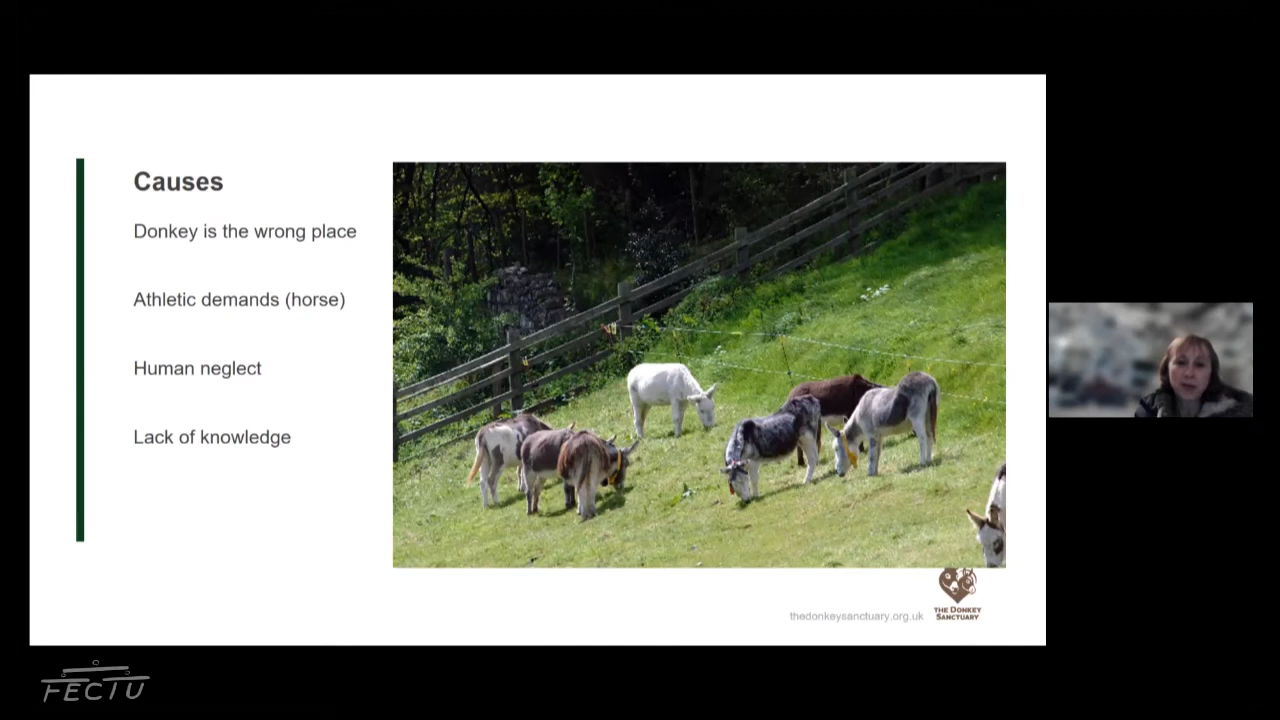 Causes
Donkey is the wrong place
Athletic demands (horse)
Human neglect
Lack of knowledge
thedonkeysanctuary.org.uk
THE DONKEY
SANCTUARY
FECTU